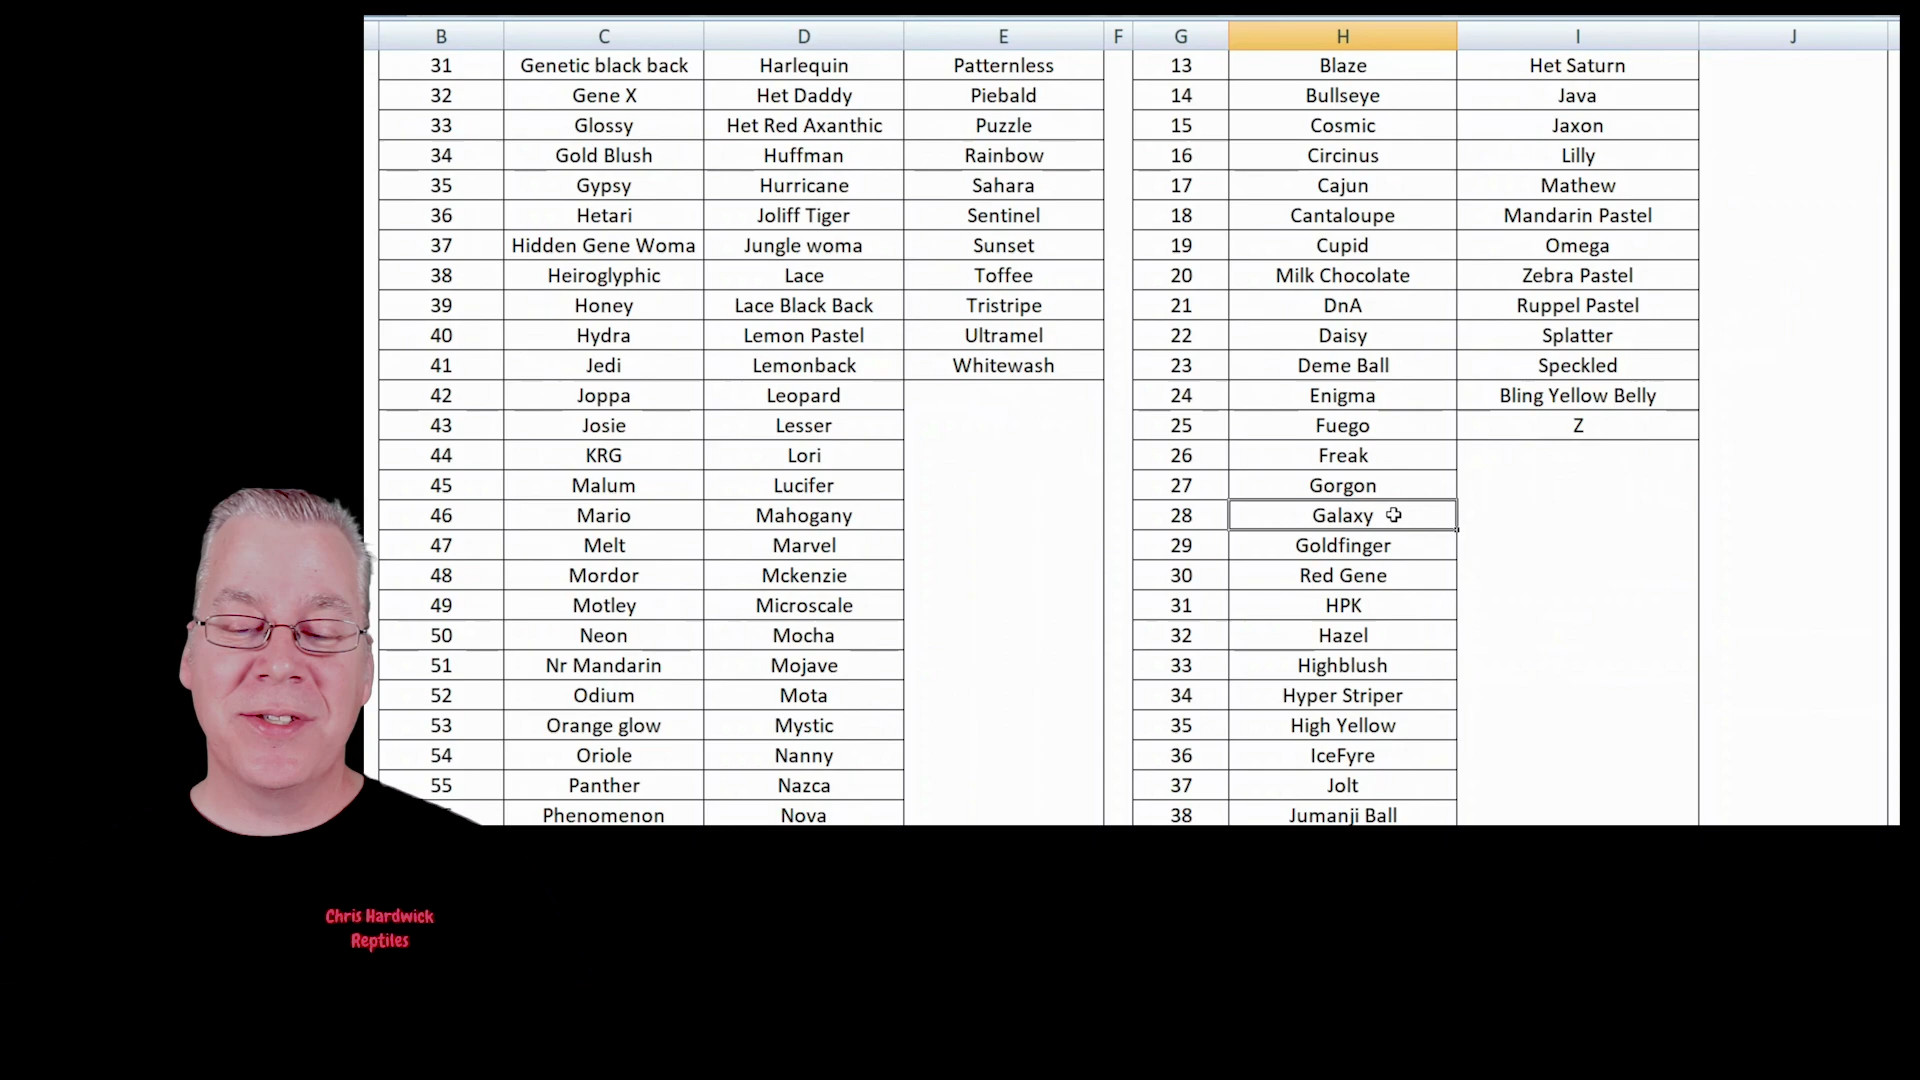 B C D E F G H I J
31 Genetic black back Harlequin Patternless 13 Blaze Het Saturn
32 Gene X Het Daddy Piebald 14 Bullseye Java
33 Glossy Het Red Axanthic Puzzle 15 Cosmic Jaxon
34 Gold Blush Huffman Rainbow 16 Circinus Lilly
35 Gypsy Hurricane Sahara 17 Cajun Mathew
36 Hetari Joliff Tiger Sentinel 18 Cantaloupe Mandarin Pastel
37 Hidden Gene Woma Jungle woma Sunset 19 Cupid Omega
38 Heiroglyphic Lace Toffee 20 Milk Chocolate Zebra Pastel
39 Honey Lace Black Back Tristripe 21 DnA Ruppel Pastel
40 Hydra Lemon Pastel Ultramel 22 Daisy Splatter
41 Jedi Lemonback Whitewash 23 Deme Ball Speckled
42 Joppa Leopard 24 Enigma Bling Yellow Belly
43 Josie Lesser 25 Fuego Z
44 KRG Lori 26 Freak
45 Malum Lucifer 27 Gorgon
46 Mario Mahogany 28 Galaxy
47 Melt Marvel 29 Goldfinger
48 Mordor Mckenzie 30 Red Gene
49 Motley Microscale 31 HPK
50 Neon Mocha 32 Hazel
51 Nr Mandarin Mojave 33 Highblush
52 Odium Mota 34 Hyper Striper
53 Orange glow Mystic 35 High Yellow
54 Oriole Nanny 36 IceFyre
55 Panther Nazca 37 Jolt
Phenomenon Nova 38 Jumanji Ball
Chris Hardwick
Reptiles